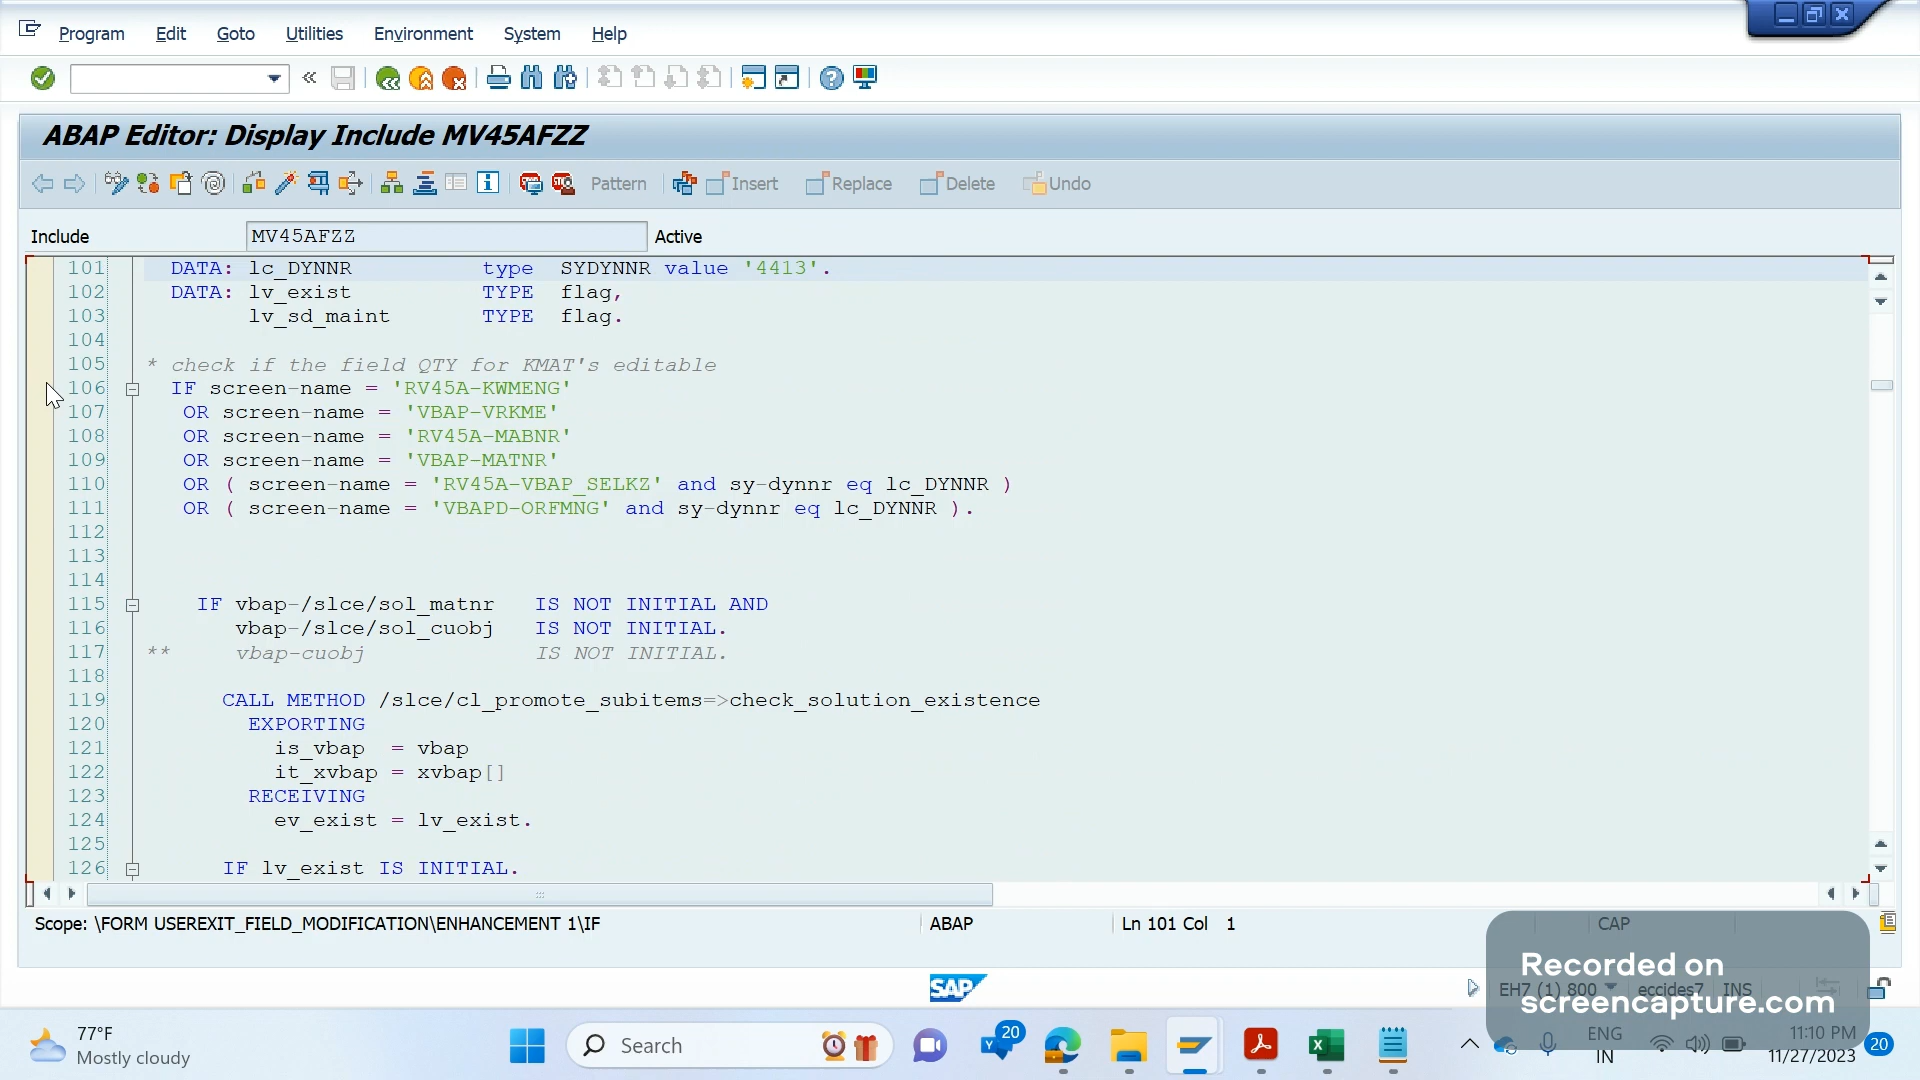 Program Edit Goto Utilities Environment System Help
ABAP Editor: Display Include MV45AFZZ
Pattern Insert Replace Delete Undo
Include MV45AFZZ Active
101 DATA: lc_DYNNR type SYDYNNR value '4413'.
102 DATA: lv_exist TYPE flag,
103 lv_sd_maint TYPE flag.
104
105 * check if the field QTY for KMAT's editable
106 IF screen-name = 'RV45A-KWMENG'
107 OR screen-name = 'VBAP-VRKME'
108 OR screen-name = 'RV45A-MABNR'
109 OR screen-name = 'VBAP-MATNR'
110 OR ( screen-name = 'RV45A-VBAP_SELKZ' and sy-dynnr eq lc_DYNNR )
111 OR ( screen-name = 'VBAPD-ORFMNG' and sy-dynnr eq lc_DYNNR ).
112
113
114
115 IF vbap-/slce/sol_matnr IS NOT INITIAL AND
116 vbap-/slce/sol_cuobj IS NOT INITIAL.
117 ** vbap-cuobj IS NOT INITIAL.
118
119 CALL METHOD /slce/cl_promote_subitems=>check_solution_existence
120 EXPORTING
121 is_vbap = vbap
122 it_xvbap = xvbap[]
123 RECEIVING
124 ev_exist = lv_exist.
125
126 IF lv_exist IS INITIAL.
Scope: \FORM USEREXIT_FIELD_MODIFICATION\ENHANCEMENT 1\IF ABAP Ln 101 Col 1 CAP
SAP EH7 (1) 800 eccides7 INS
Recorded on
screencapture.com
77°F
Mostly cloudy
Search
20
ENG
IN
11:10 PM
11/27/2023
20